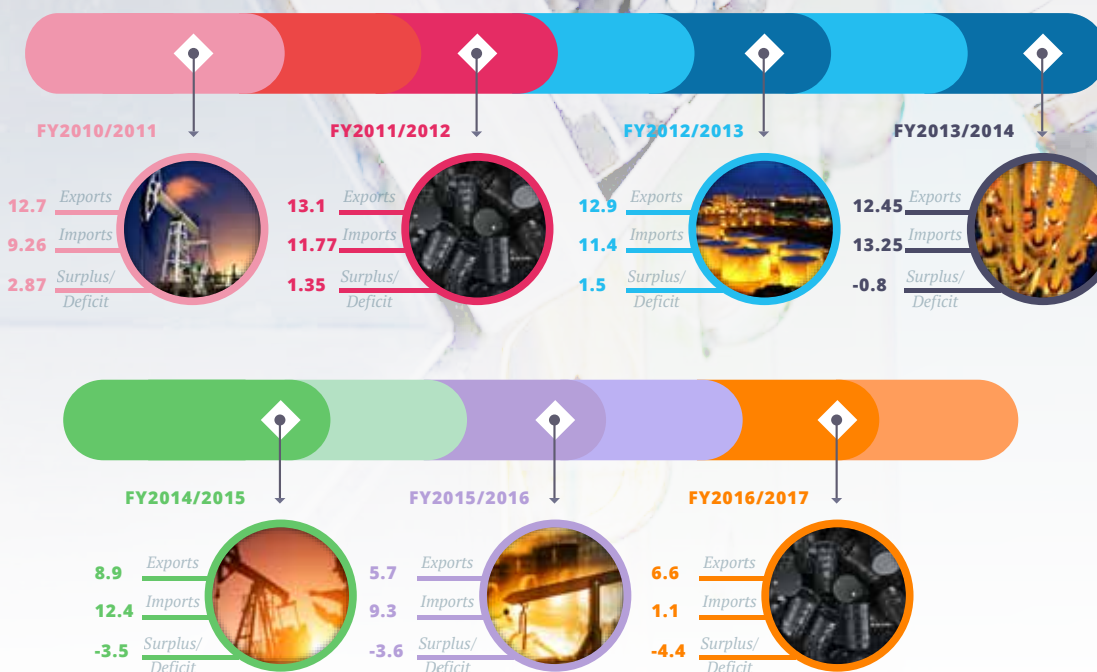 FY2010/2011 FY2011/2012 FY2012/2013 FY2013/2014
12.7 Exports 13.1 Exports 12.9 Exports 12.45 Exports
9.26 Imports 11.77 Imports 11.4 Imports 13.25 Imports
2.87 Surplus/ 1.35 Surplus/ 1.5 Surplus/ -0.8 Surplus/
Deficit Deficit Deficit Deficit
FY2014/2015 FY2015/2016 FY2016/2017
8.9 Exports 5.7 Exports 6.6 Exports
12.4 Imports 9.3 Imports 1.1 Imports
-3.5 Surplus/ -3.6 Surplus/ -4.4 Surplus/
Deficit Deficit Deficit